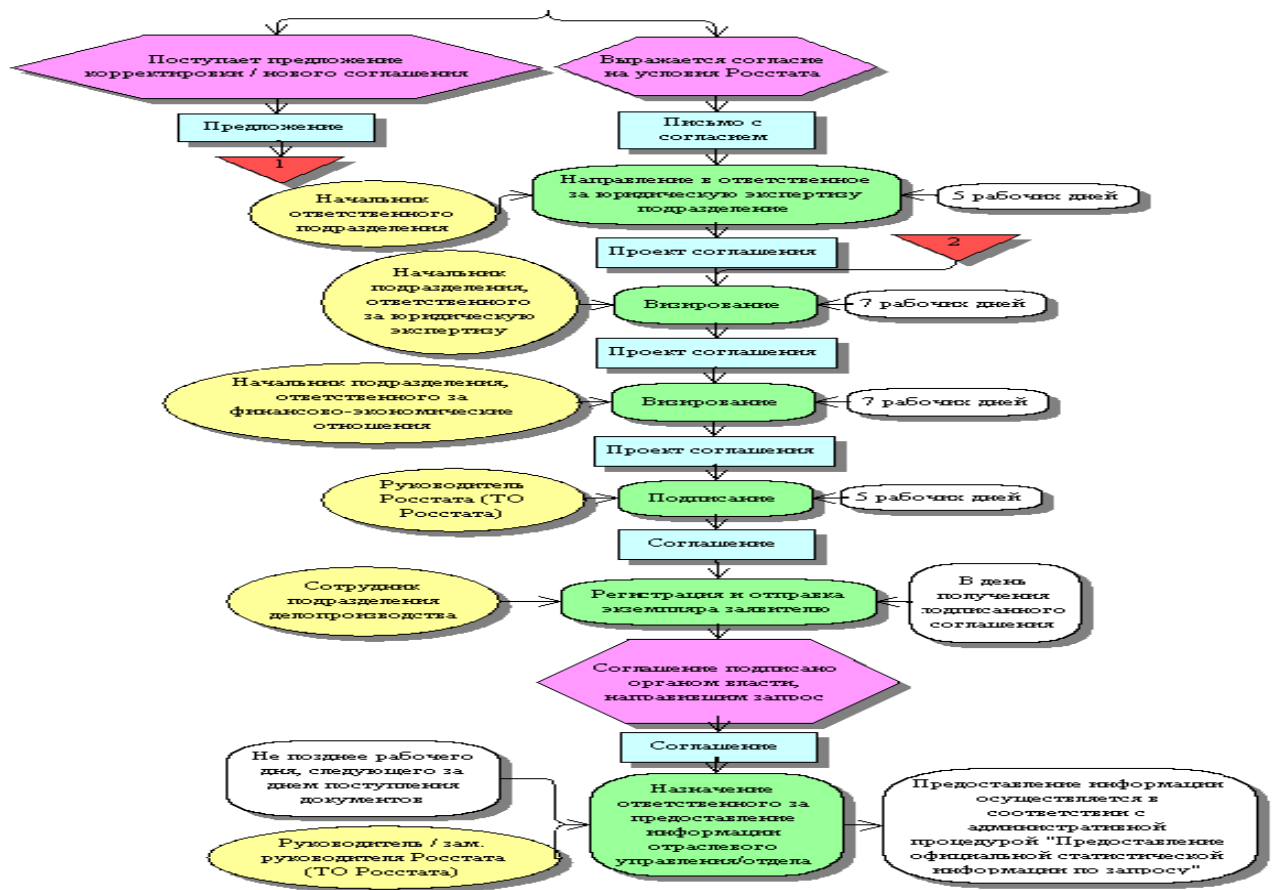 Поступает предложение
корректировки / нового соглашения
Выражается согласие
на условия Росстата
Предложение
Письмо с
согласием
1
Направление в ответственное
за юридическую экспертизу
подразделение
Начальник
ответственного
подразделения
5 рабочих дней
Проект соглашения
2
Начальник
подразделения,
ответственного
за юридическую
экспертизу
Визирование
7 рабочих дней
Проект соглашения
Начальник подразделения,
ответственного за
финансово-экономические
отношения
Визирование
7 рабочих дней
Проект соглашения
Руководитель
Росстата (ТО
Росстата)
Подписание
5 рабочих дней
Соглашение
Сотрудник
подразделения
делопроизводства
Регистрация и отправка
экземпляра заявителю
В день
получения
подписанного
соглашения
Соглашение подписано
органом власти,
направившим запрос
Соглашение
Не позднее рабочего
дня, следующего за
днем поступления
документов
Назначение
ответственного за
предоставление
информации
отраслевого
управления/отдела
Предоставление информации
осуществляется в
соответствии с
административной
процедурой "Предоставление
официальной статистической
информации по запросу"
Руководитель / зам.
руководителя Росстата
(ТО Росстата)